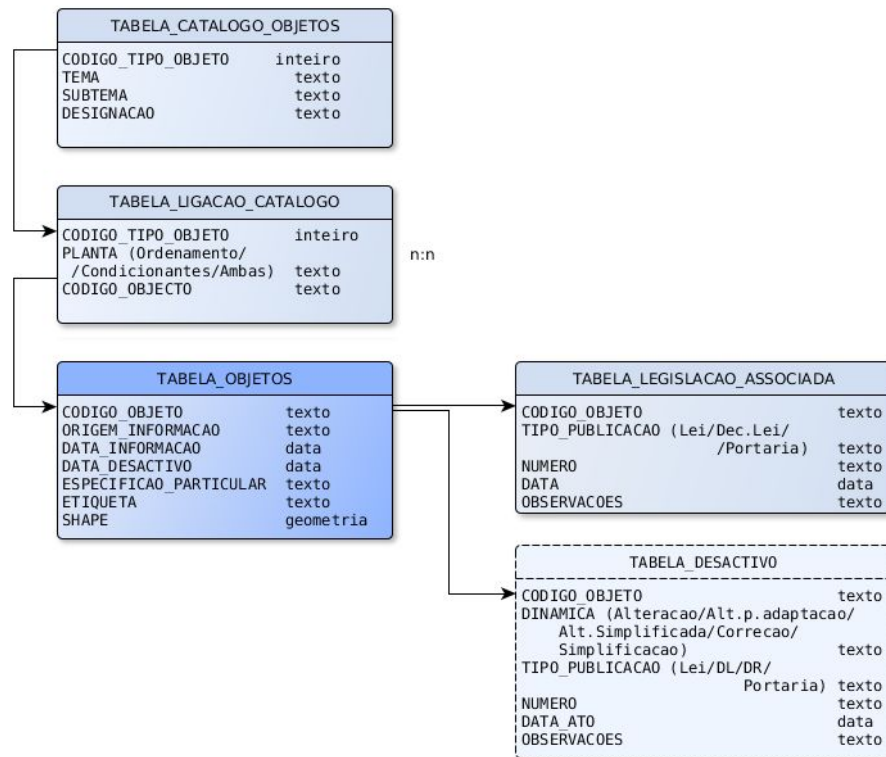 TABELA_CATALOGO_OBJETOS
CODIGO_TIPO_OBJETO inteiro
TEMA texto
SUBTEMA texto
DESIGNACAO texto
TABELA_LIGACAO_CATALOGO
CODIGO_TIPO_OBJETO inteiro
PLANTA (Ordenamento/
/Condicionantes/Ambas) texto
CODIGO_OBJECTO texto
n:n
TABELA_OBJETOS
CODIGO_OBJETO texto
ORIGEM_INFORMACAO texto
DATA_INFORMACAO data
DATA_DESACTIVO data
ESPECIFICAO_PARTICULAR texto
ETIQUETA texto
SHAPE geometria
TABELA_LEGISLACAO_ASSOCIADA
CODIGO_OBJETO texto
TIPO_PUBLICACAO (Lei/Dec.Lei/
/Portaria) texto
NUMERO texto
DATA data
OBSERVACOES texto
TABELA_DESACTIVO
CODIGO_OBJETO texto
DINAMICA (Alteracao/Alt.p.adaptacao/
Alt.Simplificada/Correcao/
Simplificacao) texto
TIPO_PUBLICACAO (Lei/DL/DR/
Portaria) texto
NUMERO texto
DATA_ATO data
OBSERVACOES texto